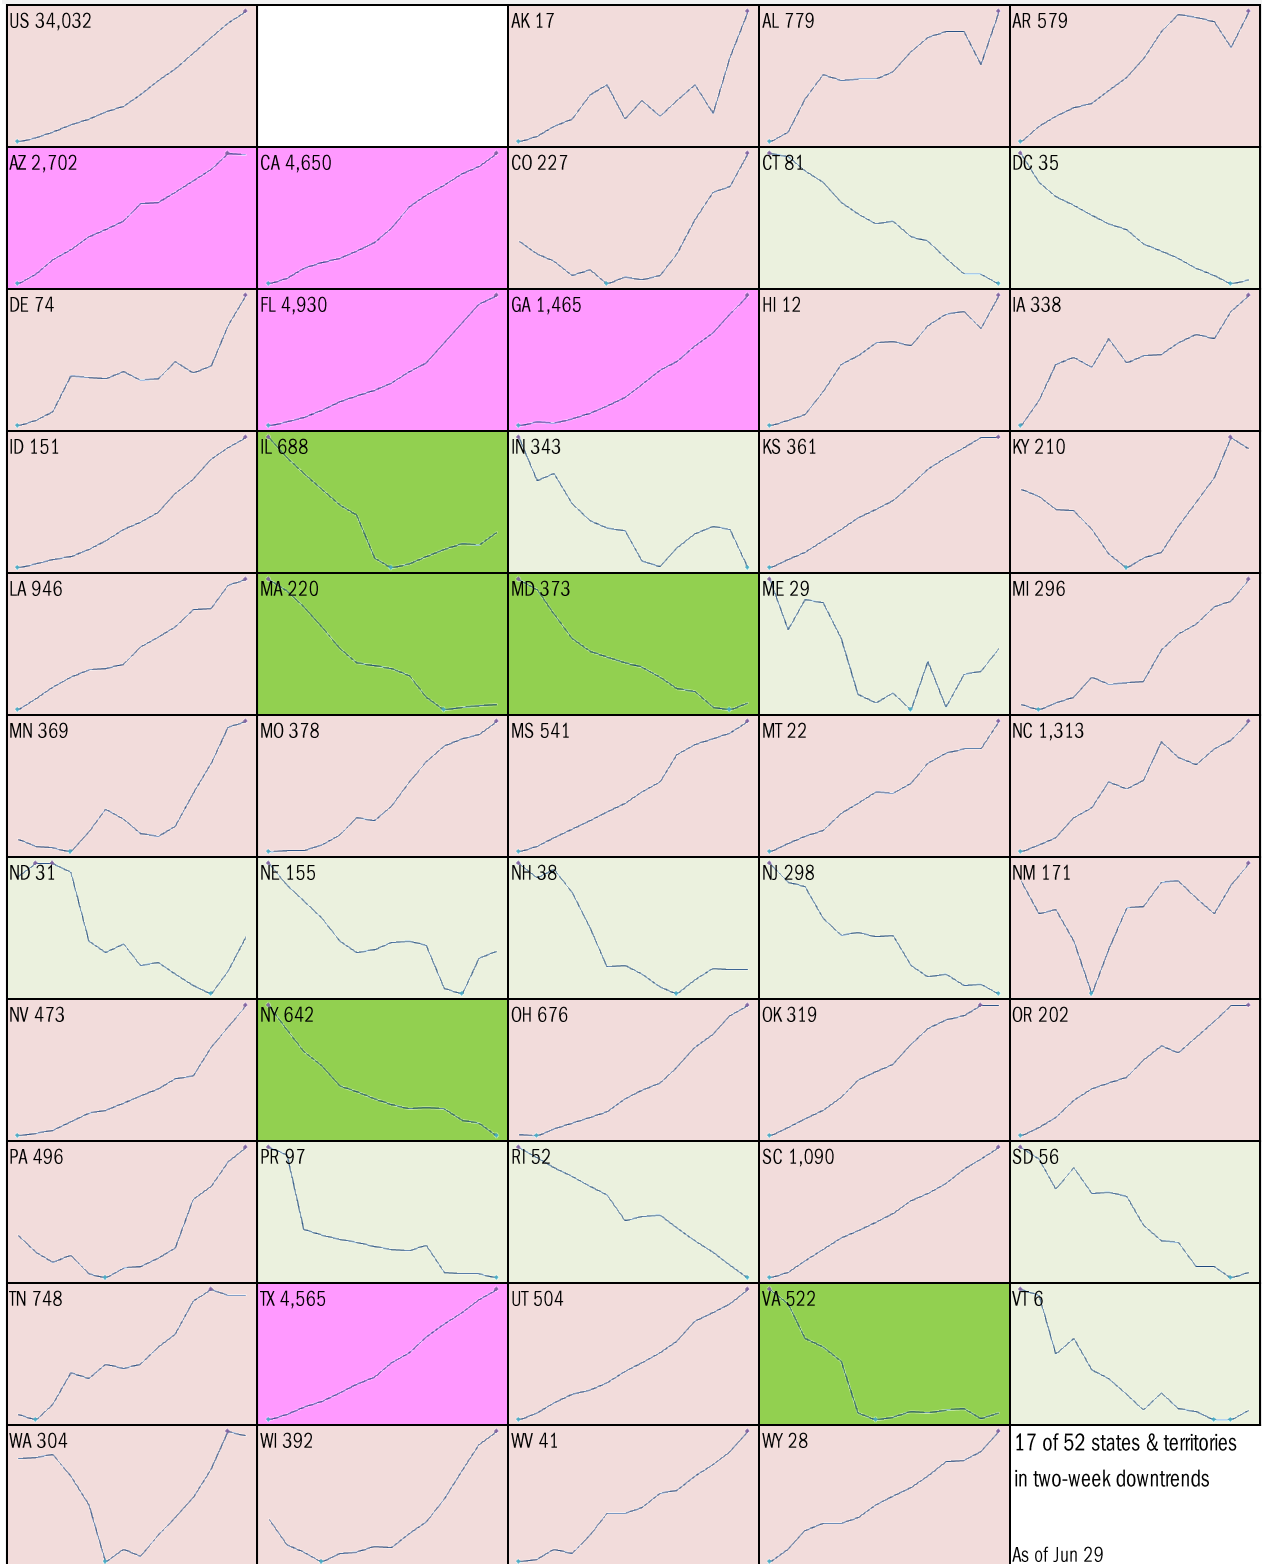 US 34,032
AK 17
AL 779
AR 579
AZ 2,702
CA 4,650
CO 227
CT 81
DC 35
DE 74
FL 4,930
GA 1,465
HI 12
IA 338
ID 151
IL 688
IN 343
KS 361
KY 210
LA 946
MA 220
MD 373
ME 29
MI 296
MN 369
MO 378
MS 541
MT 22
NC 1,313
ND 31
NE 155
NH 38
NJ 298
NM 171
NV 473
NY 642
OH 676
OK 319
OR 202
PA 496
PR 97
RI 52
SC 1,090
SD 56
TN 748
TX 4,565
UT 504
VA 522
VT 6
WA 304
WI 392
WV 41
WY 28
17 of 52 states & territories
in two-week downtrends
As of Jun 29